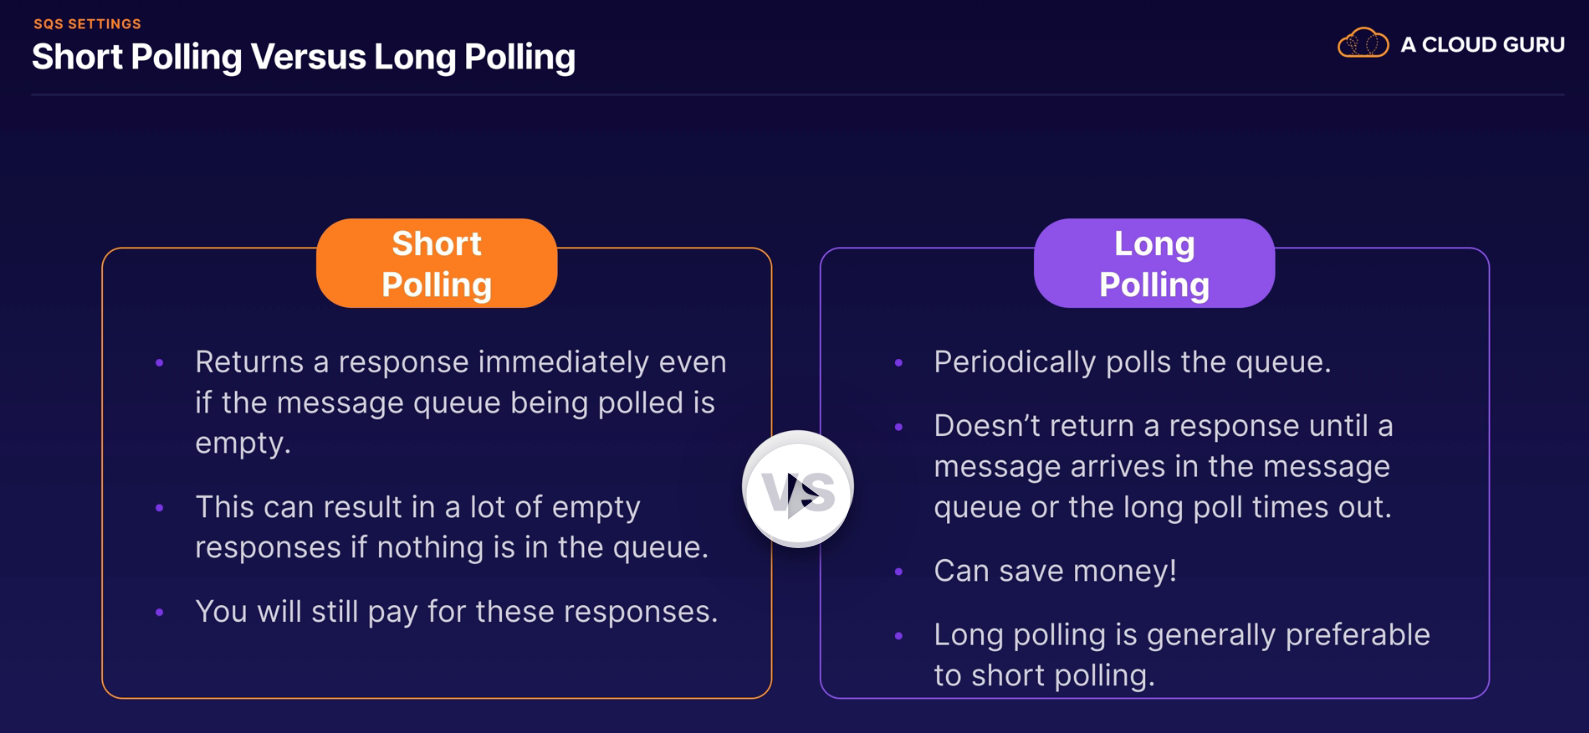 SQS SETTINGS
Short Polling Versus Long Polling
A CLOUD GURU
Short
Polling
• Returns a response immediately even
if the message queue being polled is
empty.
• This can result in a lot of empty
responses if nothing is in the queue.
• You will still pay for these responses.
VS
Long
Polling
• Periodically polls the queue.
• Doesn’t return a response until a
message arrives in the message
queue or the long poll times out.
• Can save money!
• Long polling is generally preferable
to short polling.